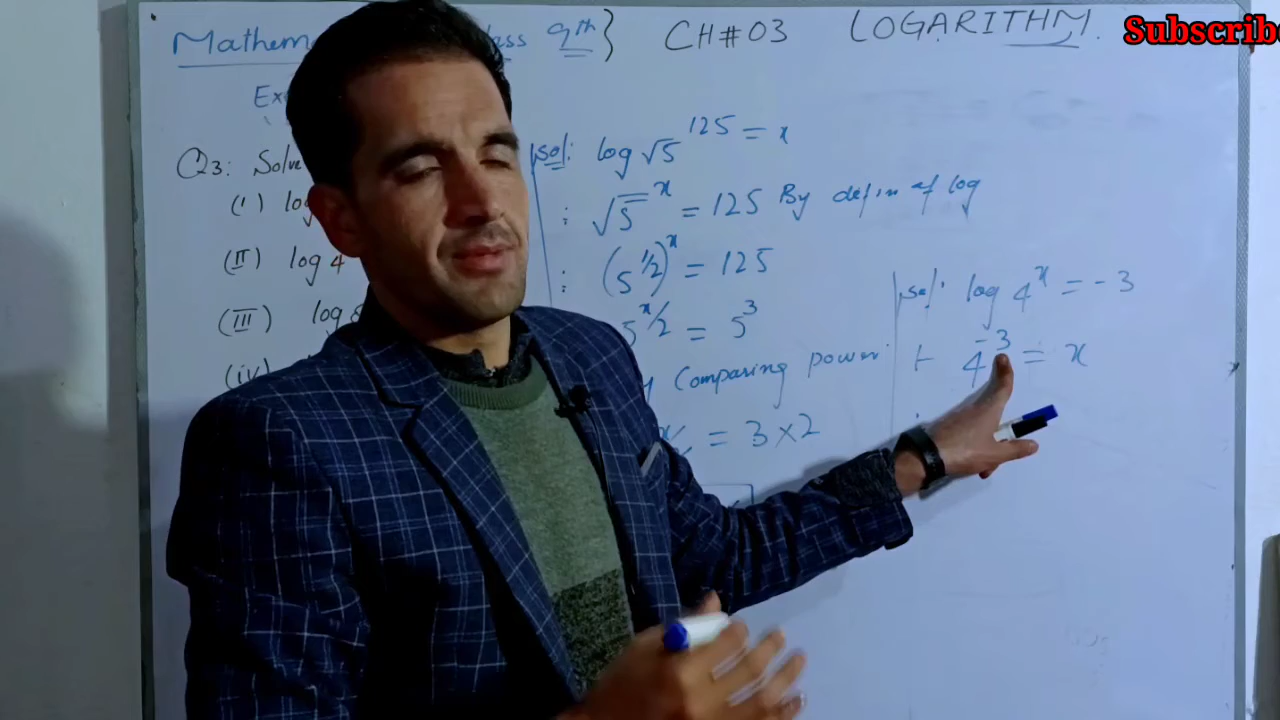 Mathem ass 9th} CH#03 LOGARITHM.
Subscrib
Ex
Q3: Solve
(i) log
(II) log 4
(III) log
(iv)
sol: log √5 125 = x
: √5^x = 125 By defin of log
: (5^1/2)^x = 125
5^x/2 = 5^3
Comparing power
= 3×2
sol: log 4^x = -3
4^-3 = x